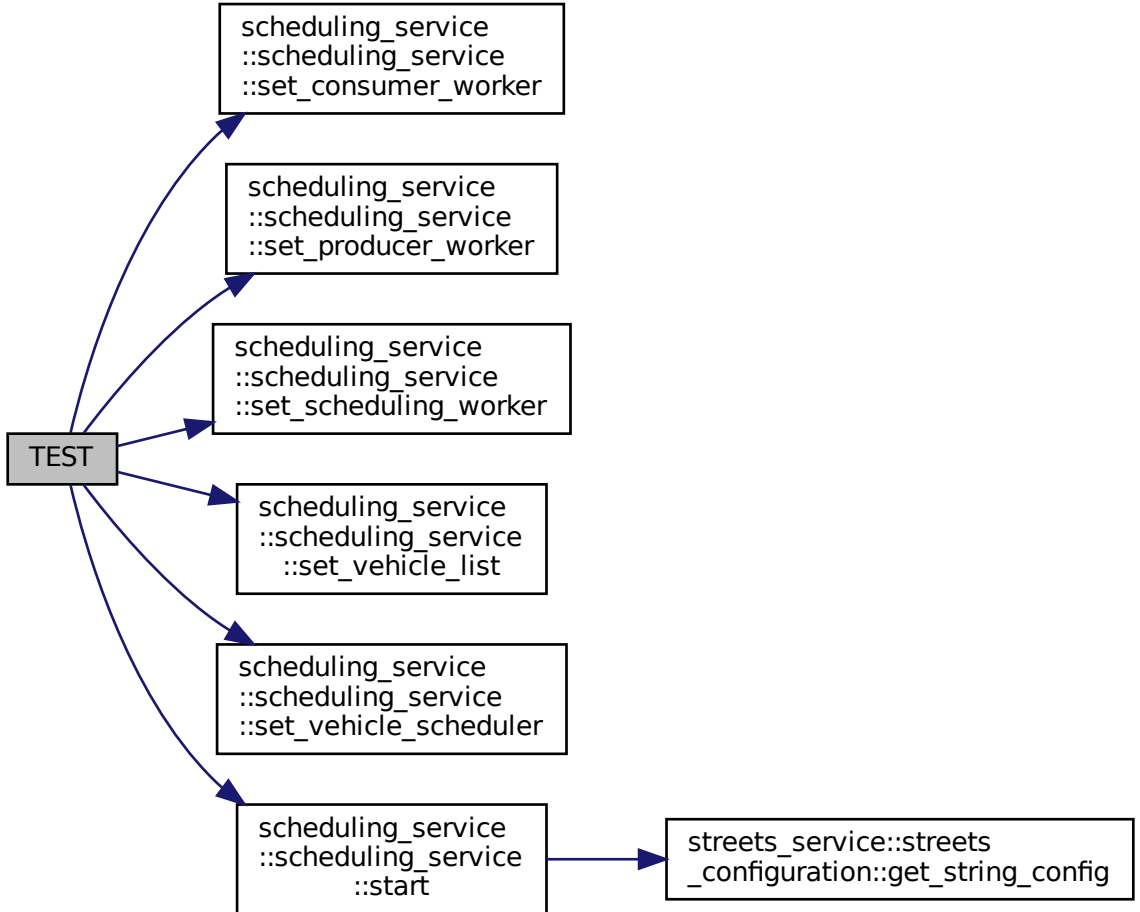 scheduling_service
::scheduling_service
::set_consumer_worker
scheduling_service
::scheduling_service
::set_producer_worker
scheduling_service
::scheduling_service
::set_scheduling_worker
TEST
scheduling_service
::scheduling_service
::set_vehicle_list
scheduling_service
::scheduling_service
::set_vehicle_scheduler
scheduling_service
::scheduling_service
::start
streets_service::streets
_configuration::get_string_config